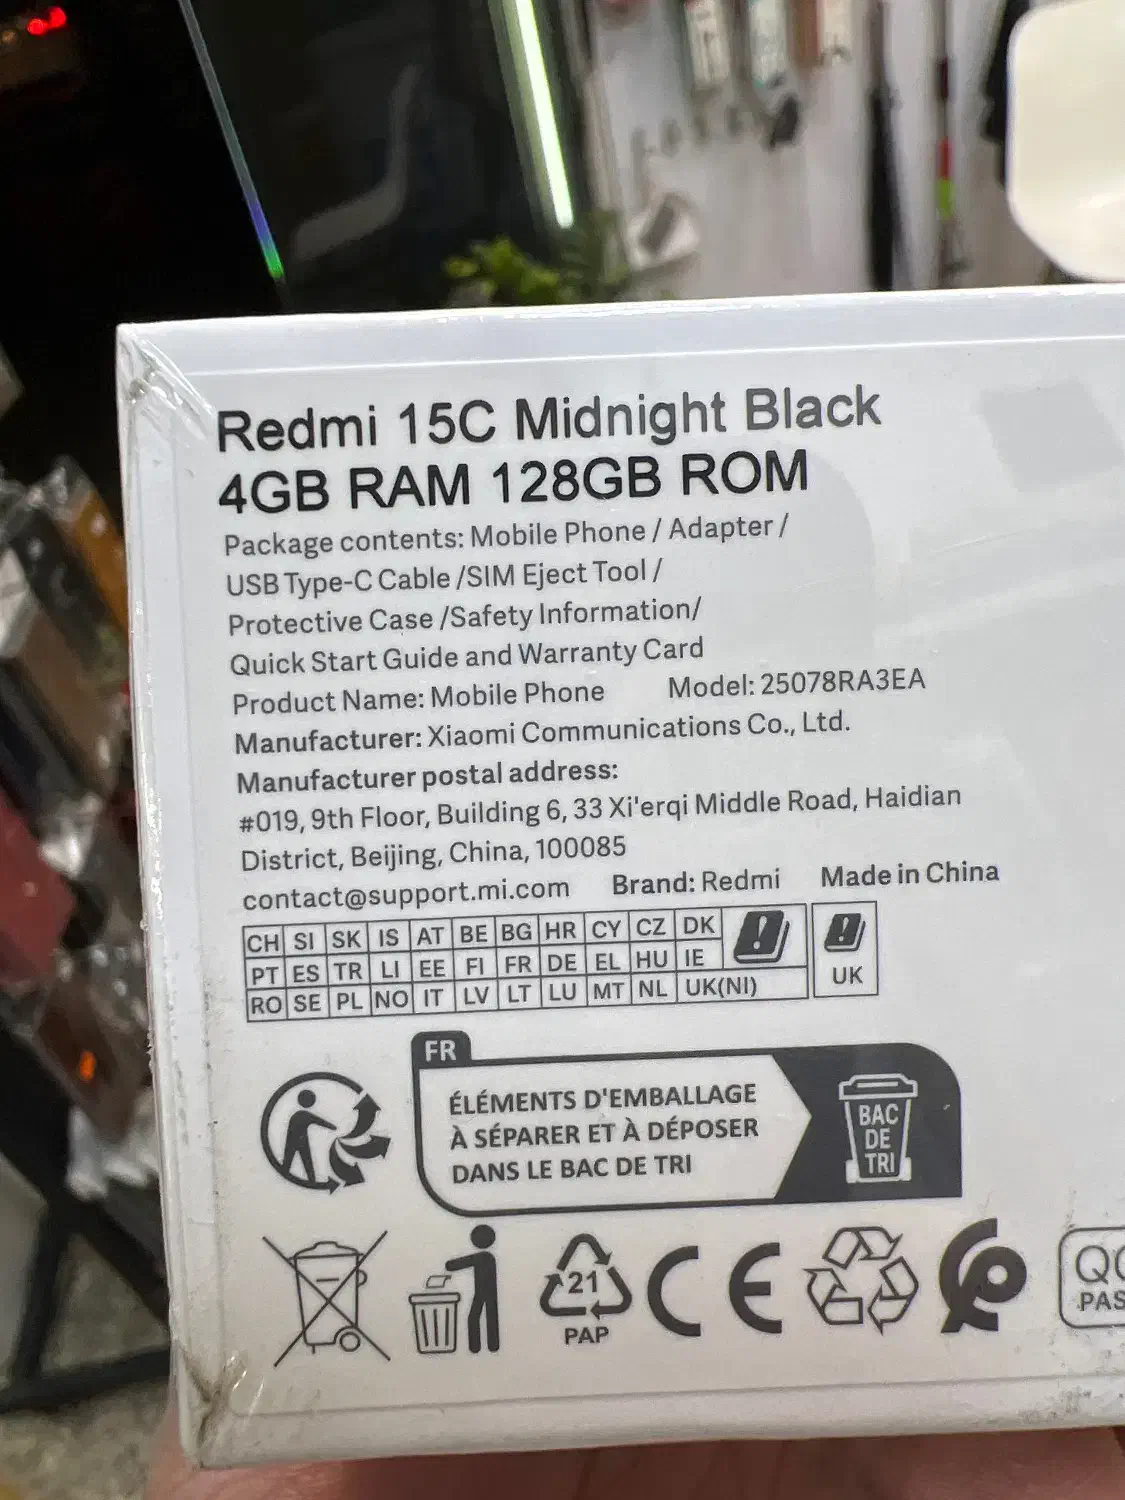 Redmi 15C Midnight Black
4GB RAM 128GB ROM
Package contents: Mobile Phone / Adapter /
USB Type-C Cable /SIM Eject Tool /
Protective Case /Safety Information/
Quick Start Guide and Warranty Card
Product Name: Mobile Phone Model: 25078RA3EA
Manufacturer: Xiaomi Communications Co., Ltd.
Manufacturer postal address:
#019, 9th Floor, Building 6, 33 Xi'erqi Middle Road, Haidian
District, Beijing, China, 100085
contact@support.mi.com Brand: Redmi Made in China
CH SI SK IS AT BE BG HR CY CZ DK
PT ES TR LI EE FI FR DE EL HU IE
RO SE PL NO IT LV LT LU MT NL UK(NI)
UK
FR
ÉLÉMENTS D'EMBALLAGE
À SÉPARER ET À DÉPOSER
DANS LE BAC DE TRI
BAC
DE
TRI
21
PAP
CE